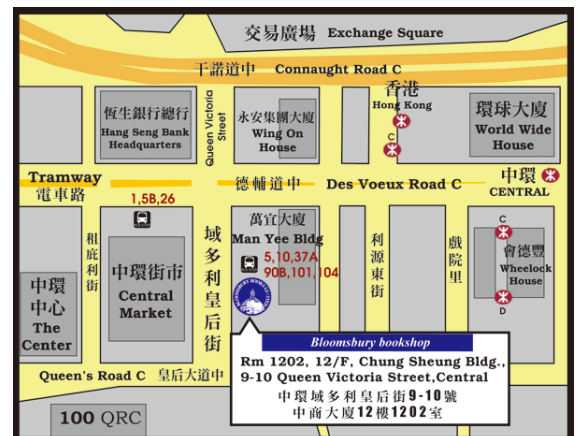 交易廣場 Exchange Square
干諾道中 Connaught Road C
恆生銀行總行
Hang Seng Bank
Headquarters
Queen Victoria
Street
永安集團大廈
Wing On
House
香港
Hong Kong
C
環球大廈
World Wide
House
Tramway
電車路
德輔道中 Des Voeux Road C
中環
CENTRAL
1,5B,26
租庇利街
中環街市
Central
Market
域多利皇后街
萬宜大廈
Man Yee Bldg
5,10,37A
90B,101,104
利源東街
戲院里
C
會德豐
Wheelock
House
D
中環
中心
The
Center
Queen's Road C 皇后大道中
100 QRC
Bloomsbury bookshop
Rm 1202, 12/F, Chung Sheung Bldg.,
9-10 Queen Victoria Street,Central
中環域多利皇后街9-10號
中商大廈12樓1202室